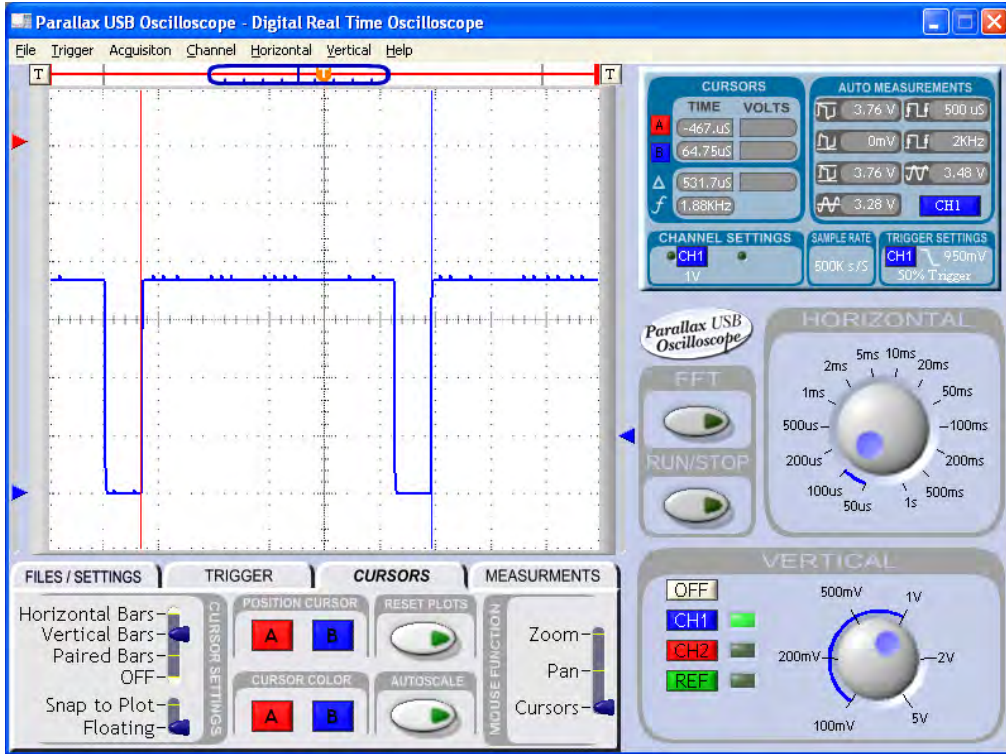 Parallax USB Oscilloscope - Digital Real Time Oscilloscope
File Trigger Acquisiton Channel Horizontal Vertical Help
T T T
CURSORS
TIME VOLTS
A -467.uS
B 64.75uS
Δ 531.7uS
f 1.88KHz
AUTO MEASUREMENTS
3.76 V 500 uS
0mV 2KHz
3.76 V 3.48 V
3.28 V CH1
CHANNEL SETTINGS
CH1
1V
SAMPLE RATE
500K s/S
TRIGGER SETTINGS
CH1 950mV
50% Trigger
Parallax USB
Oscilloscope
FFT
RUN/STOP
HORIZONTAL
50us
100us
200us
500us
1ms
2ms
5ms
10ms
20ms
50ms
100ms
200ms
500ms
1s
FILES / SETTINGS
TRIGGER
CURSORS
MEASURMENTS
Horizontal Bars
Vertical Bars
Paired Bars
OFF
Snap to Plot
Floating
CURSOR SETTINGS
POSITION CURSOR
A B
CURSOR COLOR
A B
RESET PLOTS
AUTOSCALE
MOUSE FUNCTION
Zoom
Pan
Cursors
VERTICAL
OFF
CH1
CH2
REF
100mV
200mV
500mV
1V
2V
5V